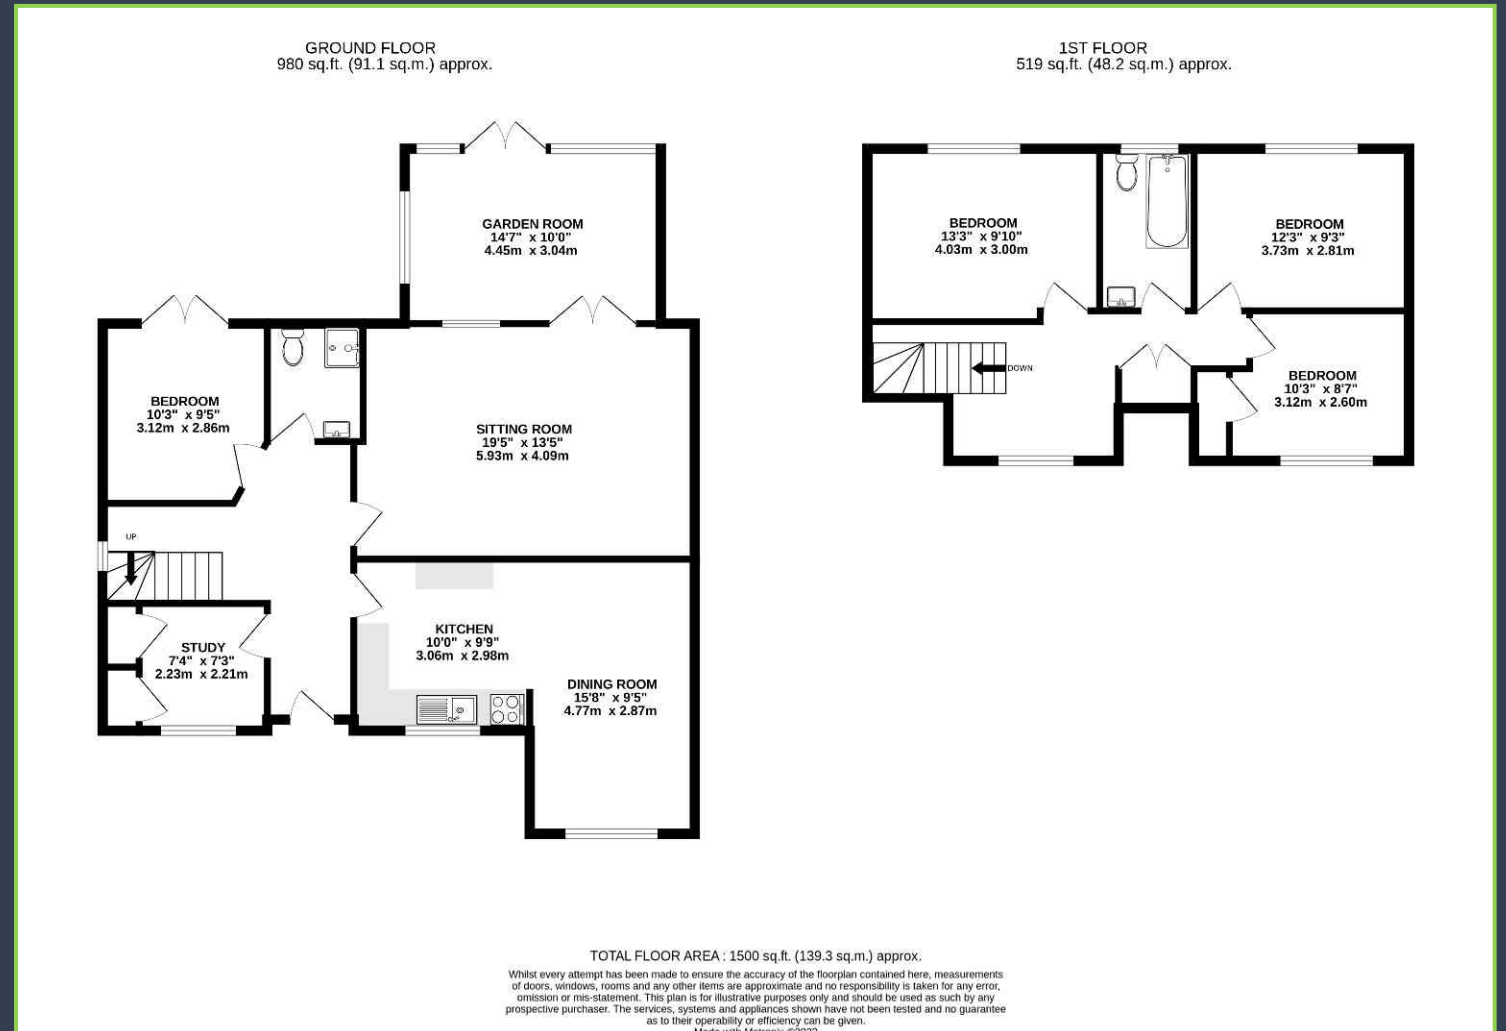 GROUND FLOOR
980 sq.ft. (91.1 sq.m.) approx.
1ST FLOOR
519 sq.ft. (48.2 sq.m.) approx.
GARDEN ROOM
14'7" x 10'0"
4.45m x 3.04m
BEDROOM
13'3" x 9'10"
4.03m x 3.00m
BEDROOM
12'3" x 9'3"
3.73m x 2.81m
BEDROOM
10'3" x 9'5"
3.12m x 2.86m
SITTING ROOM
19'5" x 13'5"
5.93m x 4.09m
DOWN
BEDROOM
10'3" x 8'7"
3.12m x 2.60m
UP
STUDY
7'4" x 7'3"
2.23m x 2.21m
KITCHEN
10'0" x 9'9"
3.06m x 2.98m
DINING ROOM
15'8" x 9'5"
4.77m x 2.87m
TOTAL FLOOR AREA : 1500 sq.ft. (139.3 sq.m.) approx.
Whilst every attempt has been made to ensure the accuracy of the floorplan contained here, measurements
of doors, windows, rooms and any other items are approximate and no responsibility is taken for any error,
omission or mis-statement. This plan is for illustrative purposes only and should be used as such by any
prospective purchaser. The services, systems and appliances shown have not been tested and no guarantee
as to their operability or efficiency can be given.
Made with Metropix